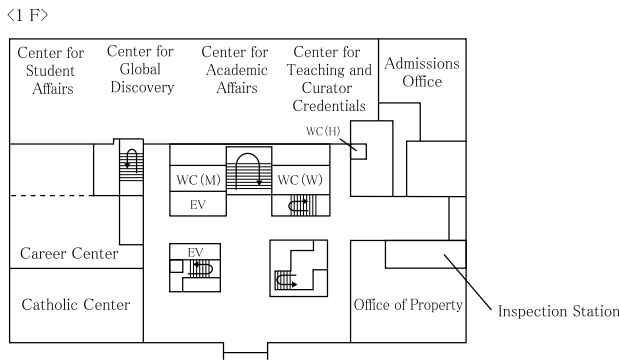 <1 F>
Center for
Student
Affairs
Center for
Global
Discovery
Center for
Academic
Affairs
Center for
Teaching and
Curator
Credentials
Admissions
Office
WC(H)
WC(M)
WC(W)
EV
EV
Career Center
Catholic Center
Office of Property
Inspection Station